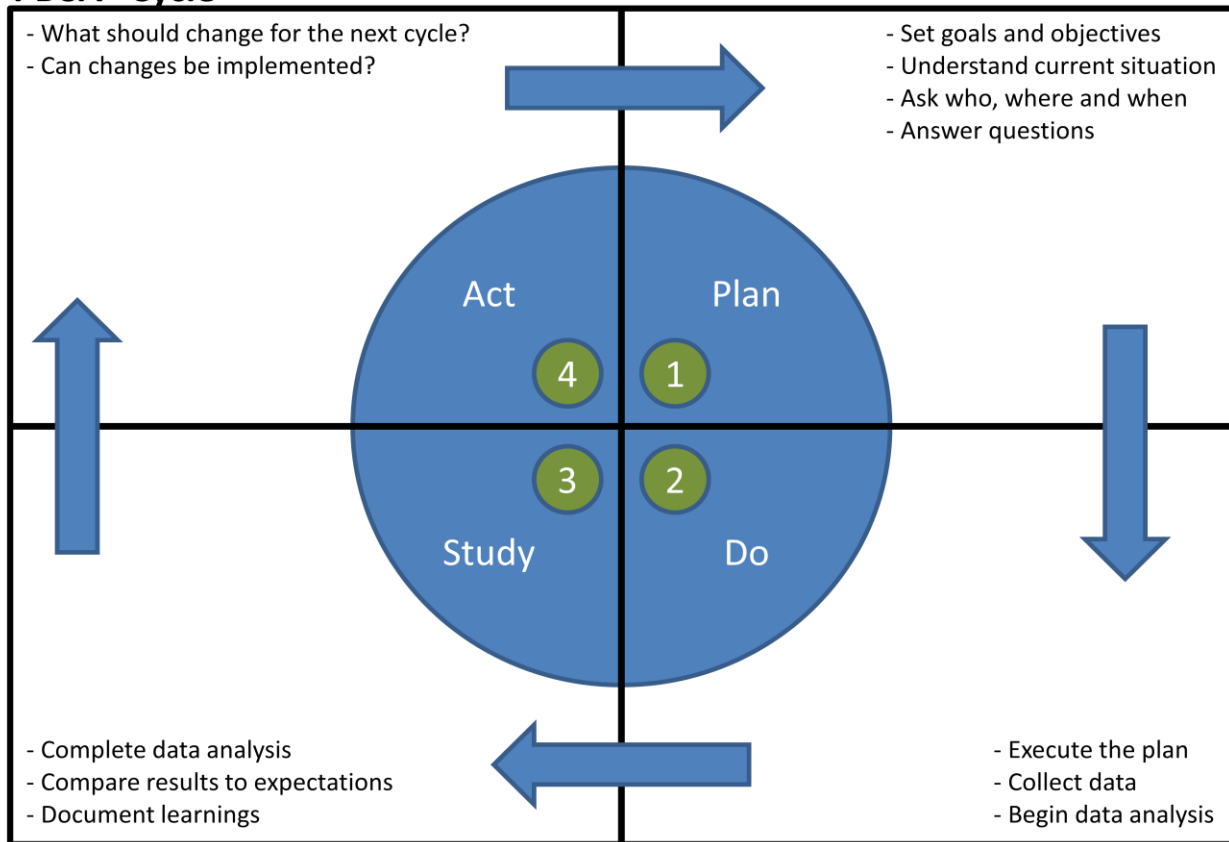 - What should change for the next cycle?
- Can changes be implemented?
- Set goals and objectives
- Understand current situation
- Ask who, where and when
- Answer questions
Act
Plan
4
1
3
2
Study
Do
- Complete data analysis
- Compare results to expectations
- Document learnings
- Execute the plan
- Collect data
- Begin data analysis